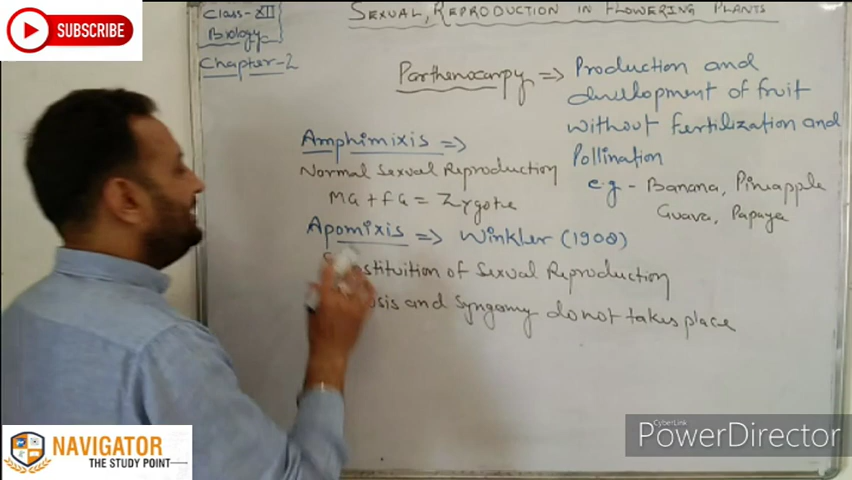 SUBSCRIBE
Class-XII
Biology
Chapter-2
SEXUAL, REPRODUCTION IN FLOWERING PLANTS
Parthenocarpy => Production and
development of fruit
without Fertilization and
Pollination
e.g - Banana, Pineapple
Guava, Papaya
Amphimixis =>
Normal Sexual Reproduction
MG + FG = Zygote
Apomixis => Winkler (1908)
of Sexual Reproduction
and Syngamy do not takes place
NAVIGATOR
THE STUDY POINT
CyberLink
PowerDirector